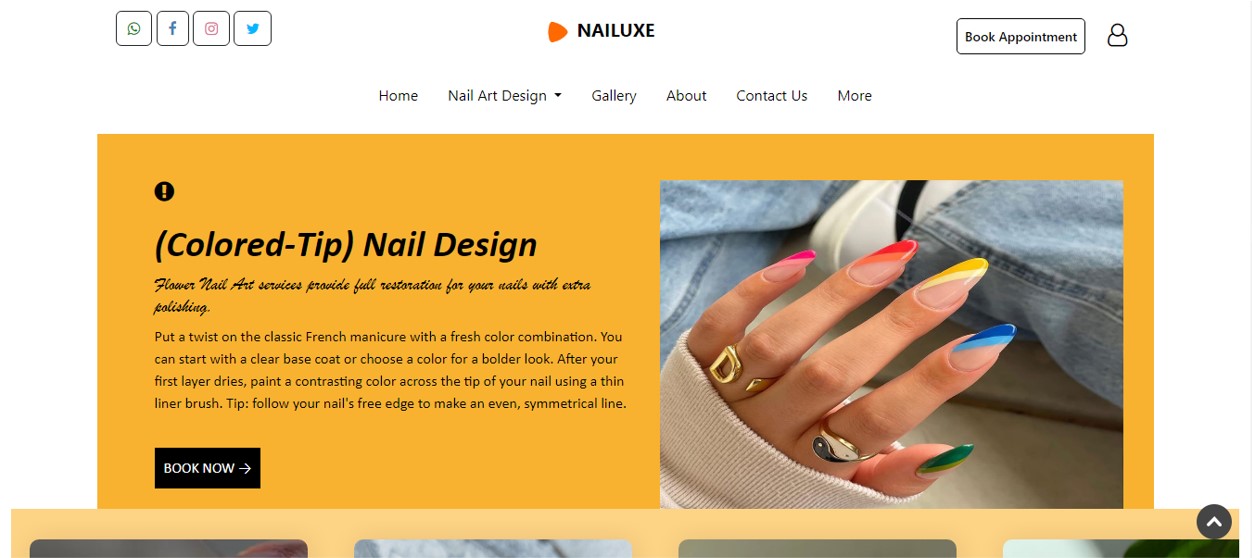 NAILUXE
Book Appointment
Home Nail Art Design Gallery About Contact Us More
(Colored-Tip) Nail Design
Flower Nail Art services provide full restoration for your nails with extra
polishing.
Put a twist on the classic French manicure with a fresh color combination. You
can start with a clear base coat or choose a color for a bolder look. After your
first layer dries, paint a contrasting color across the tip of your nail using a thin
liner brush. Tip: follow your nail's free edge to make an even, symmetrical line.
BOOK NOW →